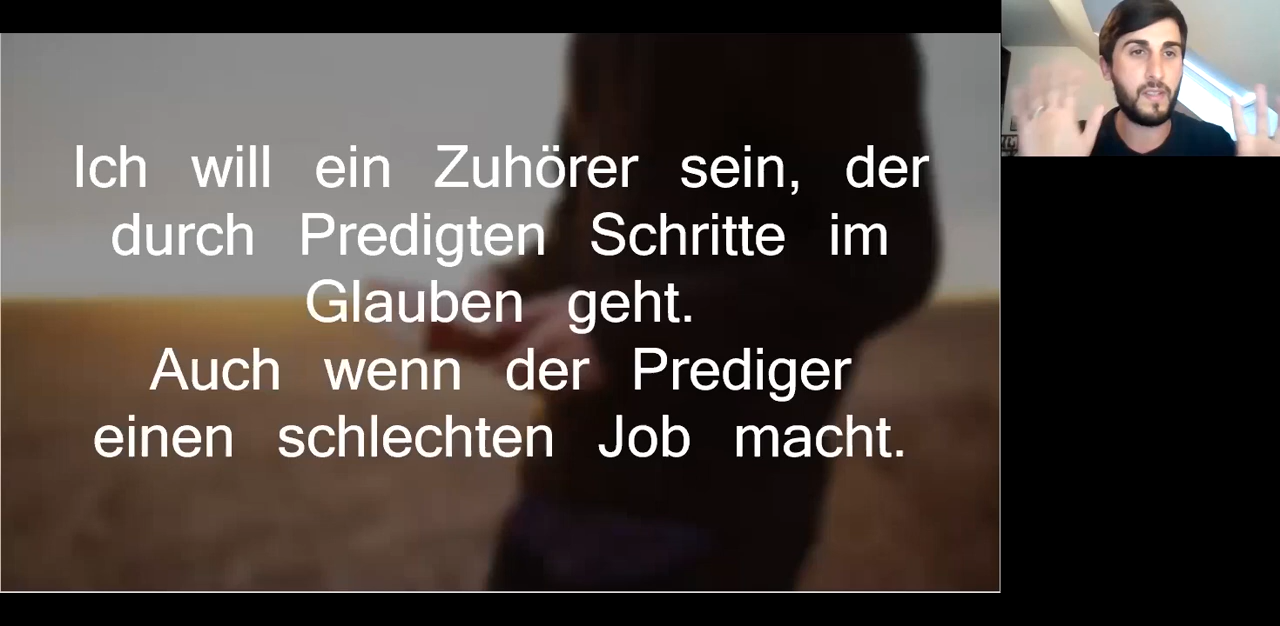 Ich will ein Zuhörer sein, der
durch Predigten Schritte im
Glauben geht.
Auch wenn der Prediger
einen schlechten Job macht.